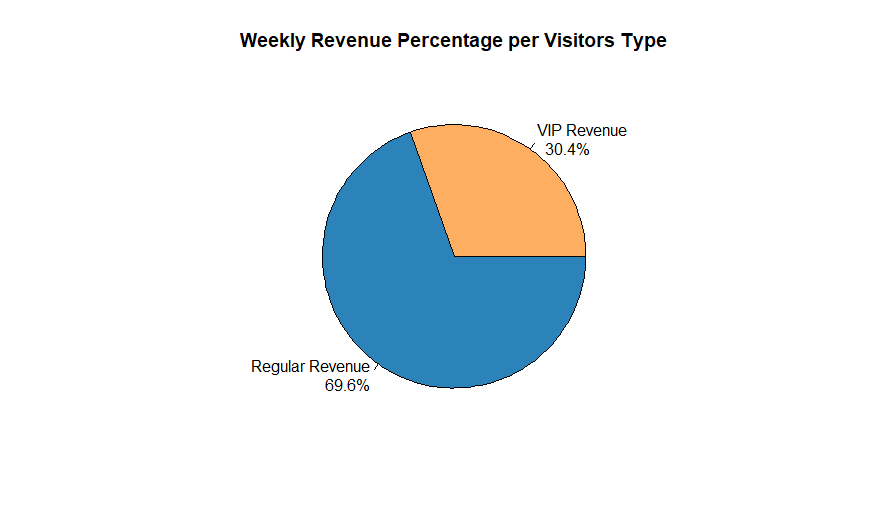 Weekly Revenue Percentage per Visitors Type
VIP Revenue
30.4%
Regular Revenue
69.6%